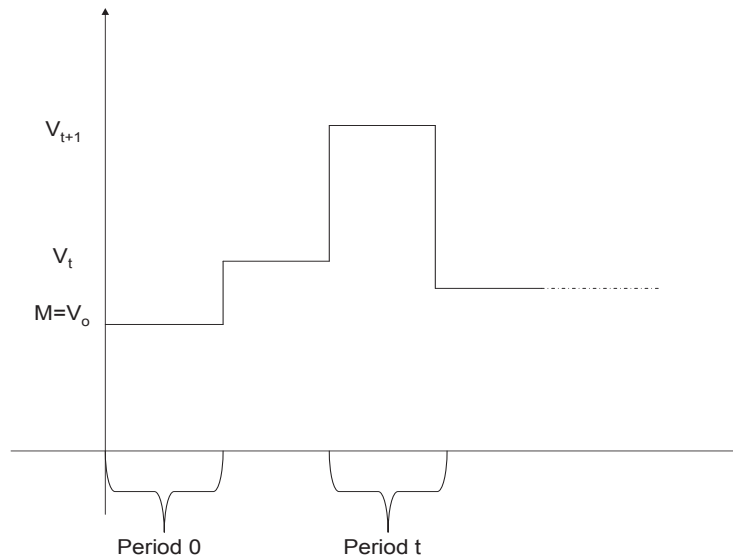 V_{t+1}
V_t
M=V_o
Period 0
Period t